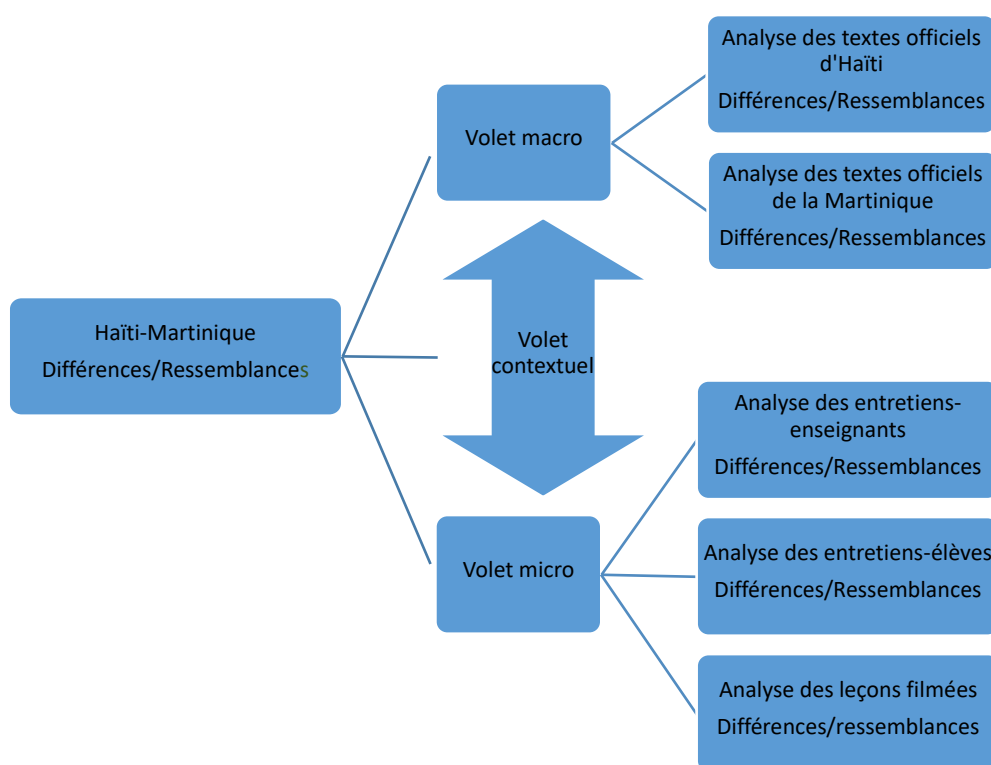 Haïti-Martinique
Différences/Ressemblances
Volet macro
Analyse des textes officiels
d'Haïti
Différences/Ressemblances
Analyse des textes officiels
de la Martinique
Différences/Ressemblances
Volet
contextuel
Volet micro
Analyse des entretiens-
enseignants
Différences/Ressemblances
Analyse des entretiens-élèves
Différences/Ressemblances
Analyse des leçons filmées
Différences/ressemblances